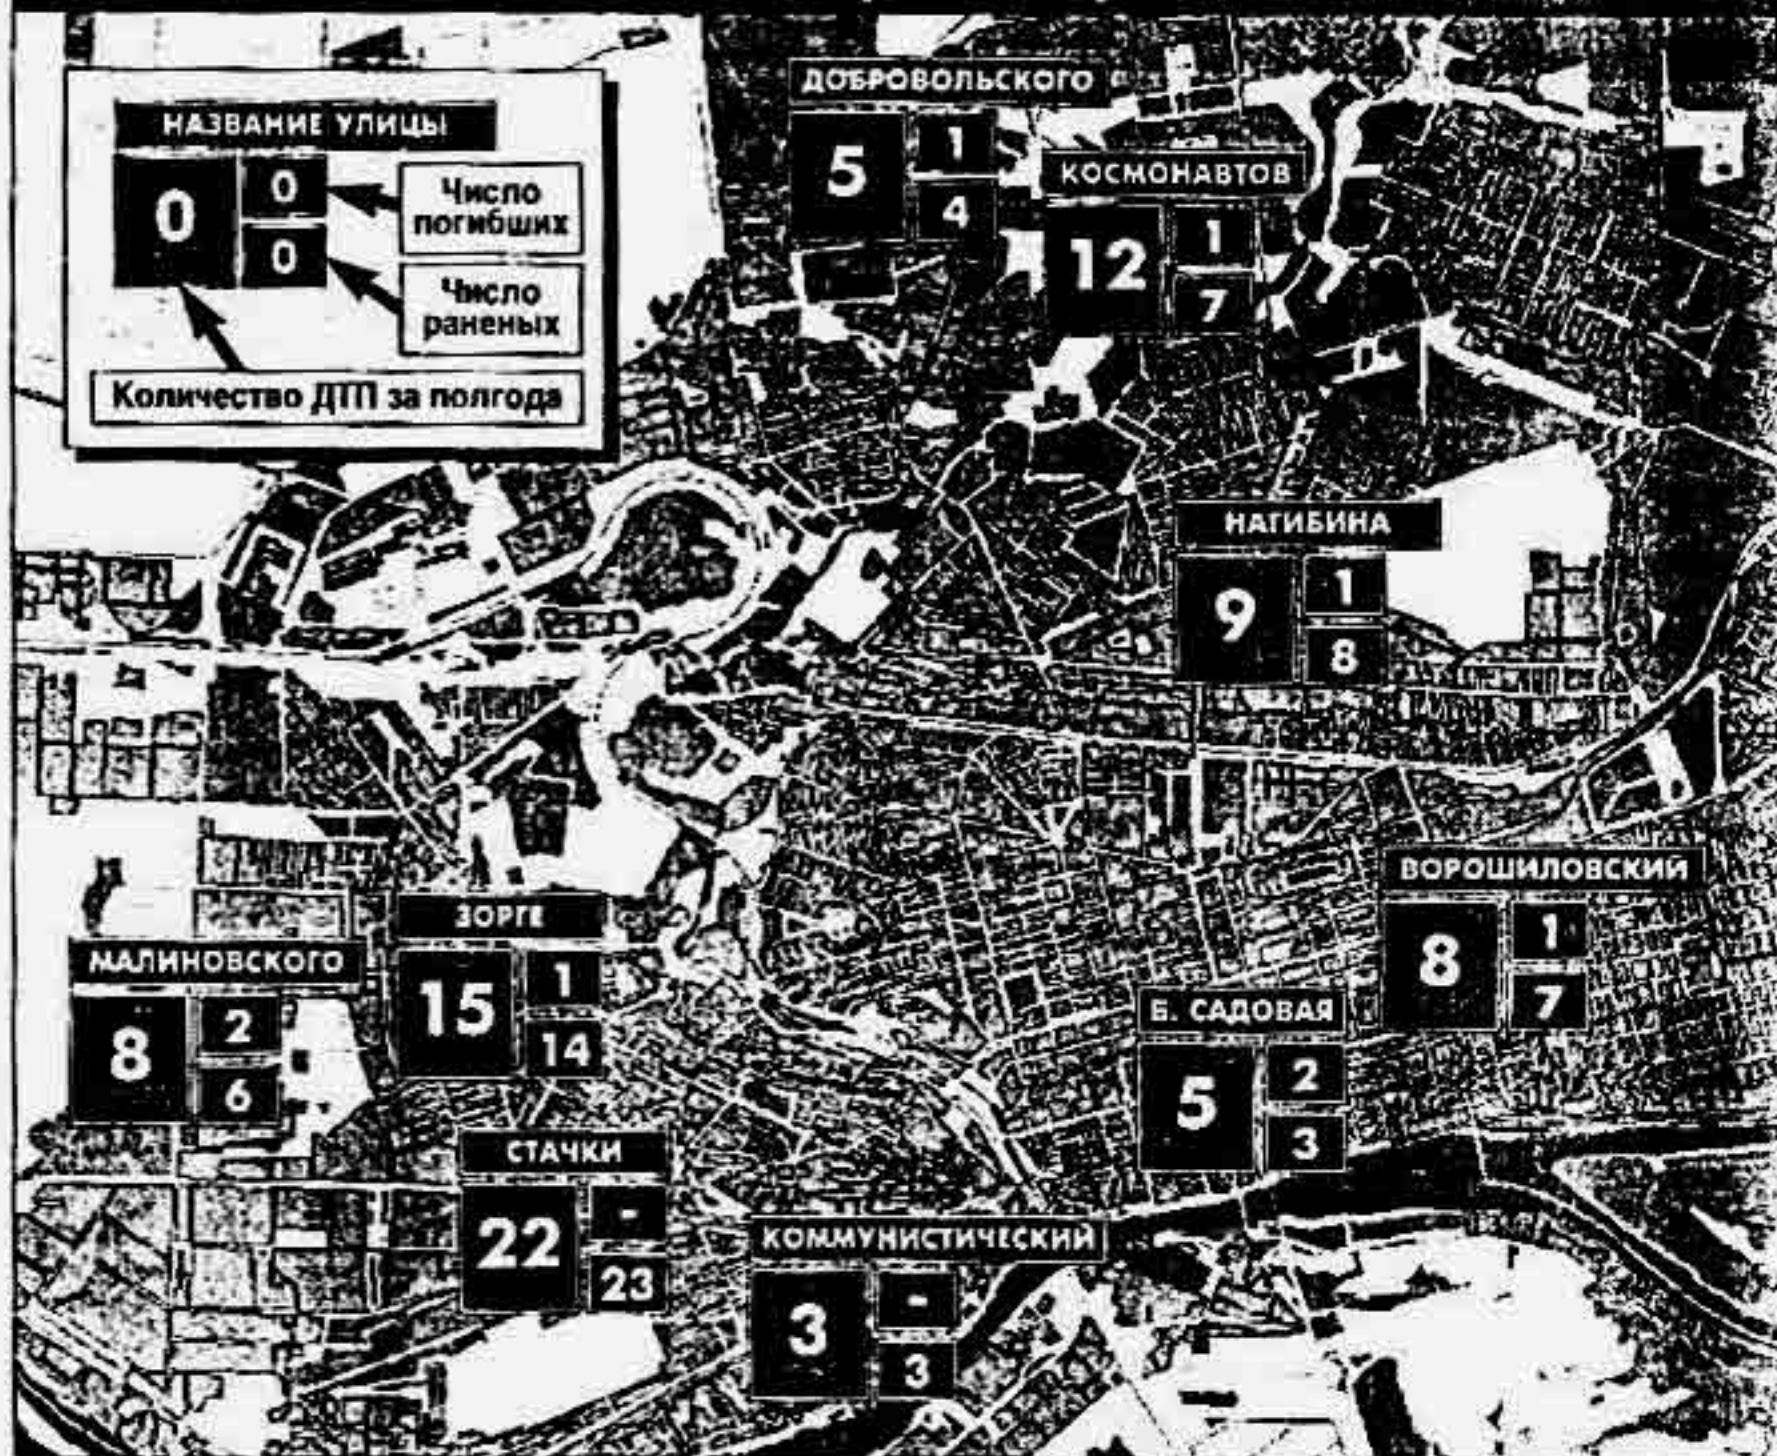 НАЗВАНИЕ УЛИЦЫ
0
0
0
Число
погибших
Число
раненых
Количество ДТП за полгода
ДОБРОВОЛЬСКОГО
5
1
4
КОСМОНАВТОВ
12
1
7
НАГИБИНА
9
1
8
ВОРОШИЛОВСКИЙ
8
1
7
ЗОРГЕ
15
1
14
МАЛИНОВСКОГО
8
2
6
Б. САДОВАЯ
5
2
3
СТАЧКИ
22
-
23
КОММУНИСТИЧЕСКИЙ
3
-
3